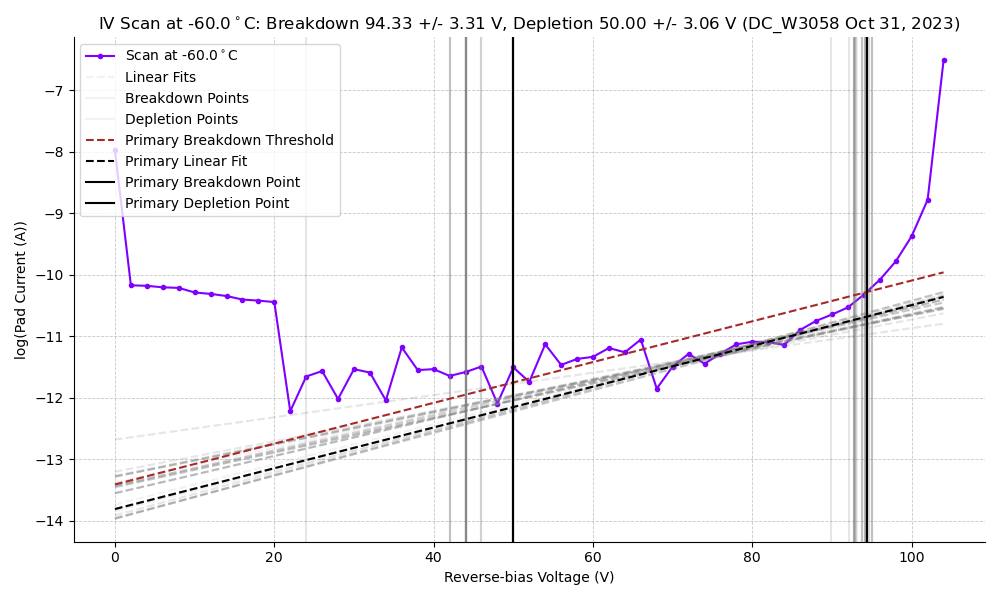 IV Scan at -60.0°C: Breakdown 94.33 +/- 3.31 V, Depletion 50.00 +/- 3.06 V (DC_W3058 Oct 31, 2023)
Scan at -60.0°C
Linear Fits
Breakdown Points
Depletion Points
Primary Breakdown Threshold
Primary Linear Fit
Primary Breakdown Point
Primary Depletion Point
log(Pad Current (A))
−7
−8
−9
−10
−11
−12
−13
−14
0 20 40 60 80 100
Reverse-bias Voltage (V)